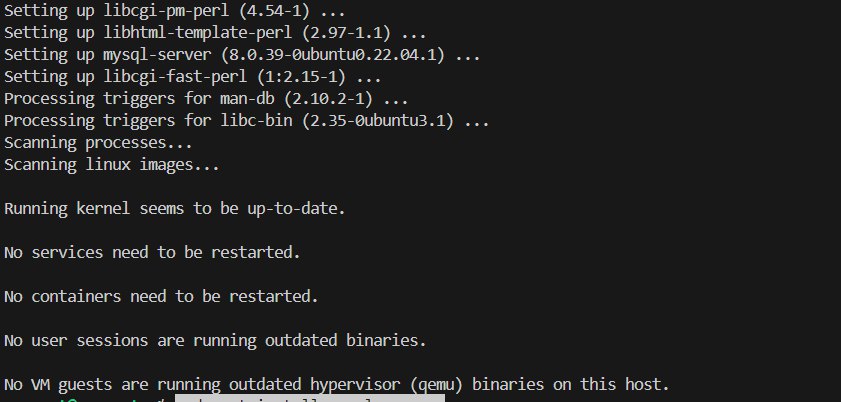 Setting up libcgi-pm-perl (4.54-1) ...
Setting up libhtml-template-perl (2.97-1.1) ...
Setting up mysql-server (8.0.39-0ubuntu0.22.04.1) ...
Setting up libcgi-fast-perl (1:2.15-1) ...
Processing triggers for man-db (2.10.2-1) ...
Processing triggers for libc-bin (2.35-0ubuntu3.1) ...
Scanning processes...
Scanning linux images...
Running kernel seems to be up-to-date.
No services need to be restarted.
No containers need to be restarted.
No user sessions are running outdated binaries.
No VM guests are running outdated hypervisor (qemu) binaries on this host.